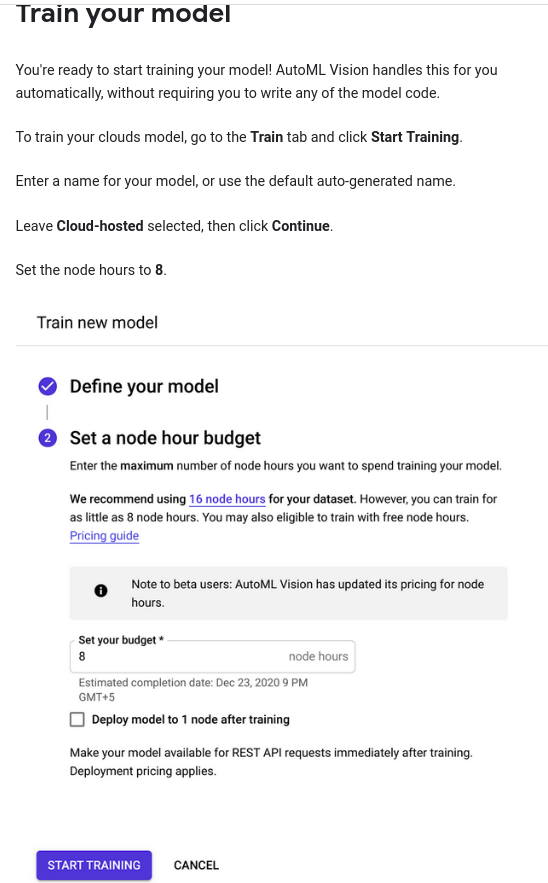 Train your model
You're ready to start training your model! AutoML Vision handles this for you
automatically, without requiring you to write any of the model code.
To train your clouds model, go to the Train tab and click Start Training.
Enter a name for your model, or use the default auto-generated name.
Leave Cloud-hosted selected, then click Continue.
Set the node hours to 8.
Train new model
Define your model
2 Set a node hour budget
Enter the maximum number of node hours you want to spend training your model.
We recommend using 16 node hours for your dataset. However, you can train for
as little as 8 node hours. You may also eligible to train with free node hours.
Pricing guide
Note to beta users: AutoML Vision has updated its pricing for node
hours.
Set your budget *
8 node hours
Estimated completion date: Dec 23, 2020 9 PM
GMT+5
Deploy model to 1 node after training
Make your model available for REST API requests immediately after training.
Deployment pricing applies.
START TRAINING CANCEL